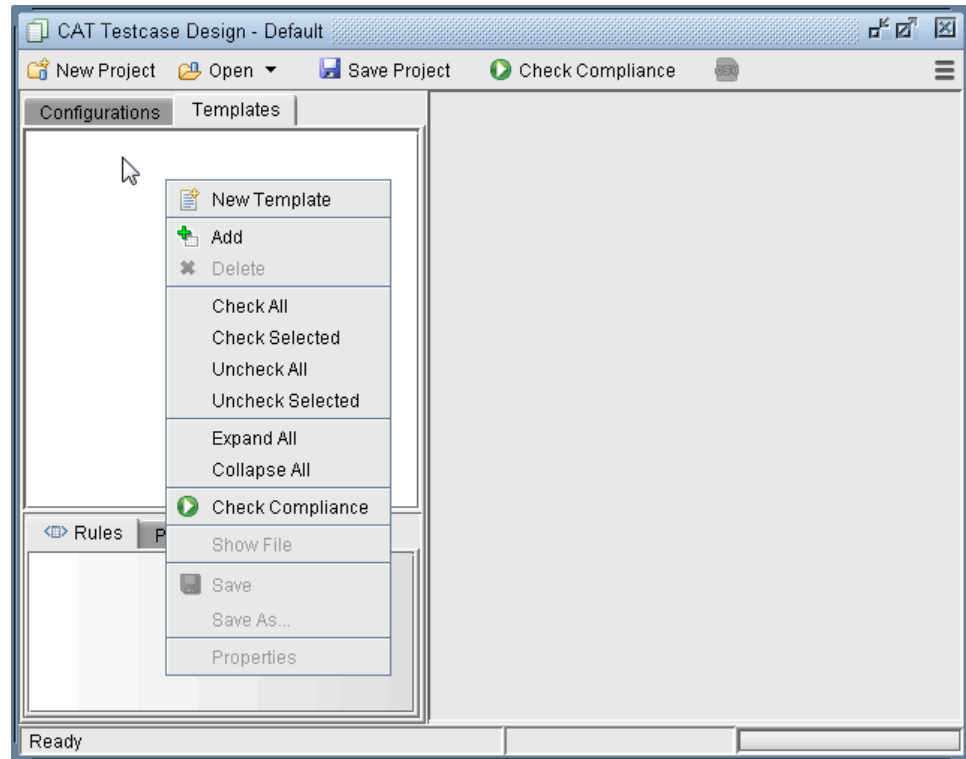 CAT Testcase Design - Default
New Project Open Save Project Check Compliance
Configurations Templates
New Template
Add
Delete
Check All
Check Selected
Uncheck All
Uncheck Selected
Expand All
Collapse All
Check Compliance
Show File
Save
Save As...
Properties
Rules P
Ready